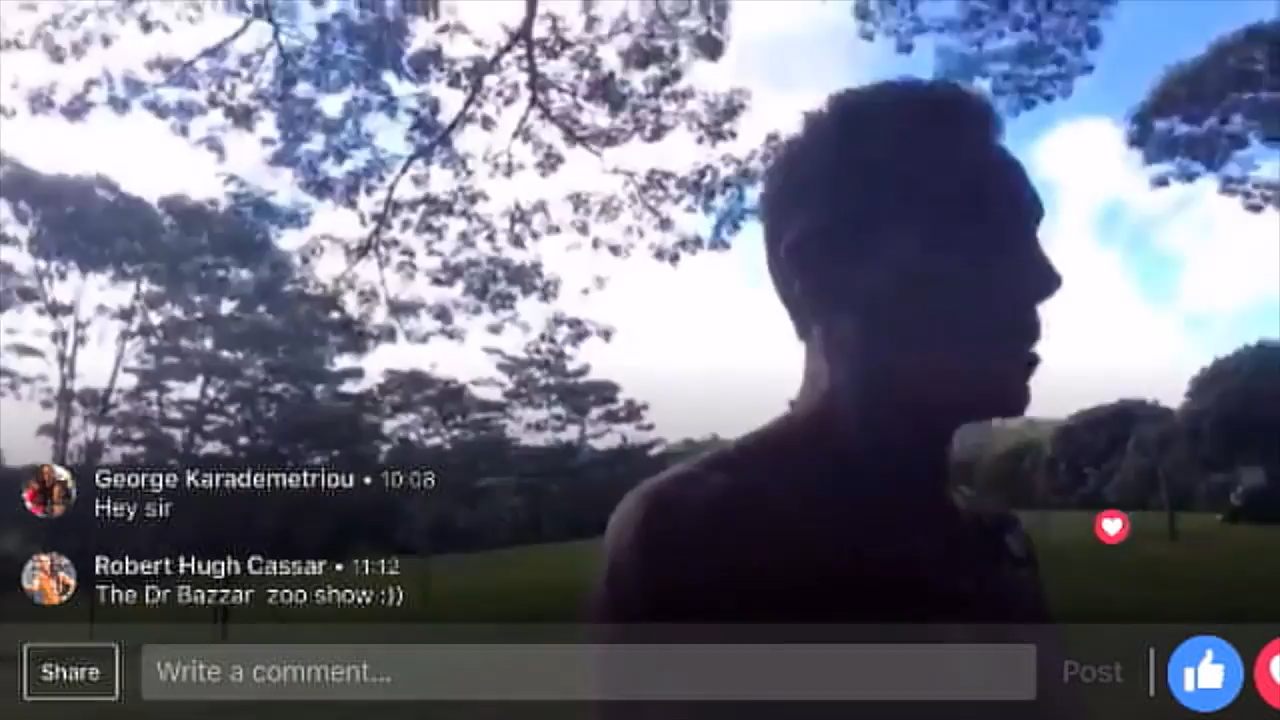 George Karademetriou • 10:08
Hey sir
Robert Hugh Cassar • 11:12
The Dr Bazzar zoo show :))
Share
Write a comment...
Post